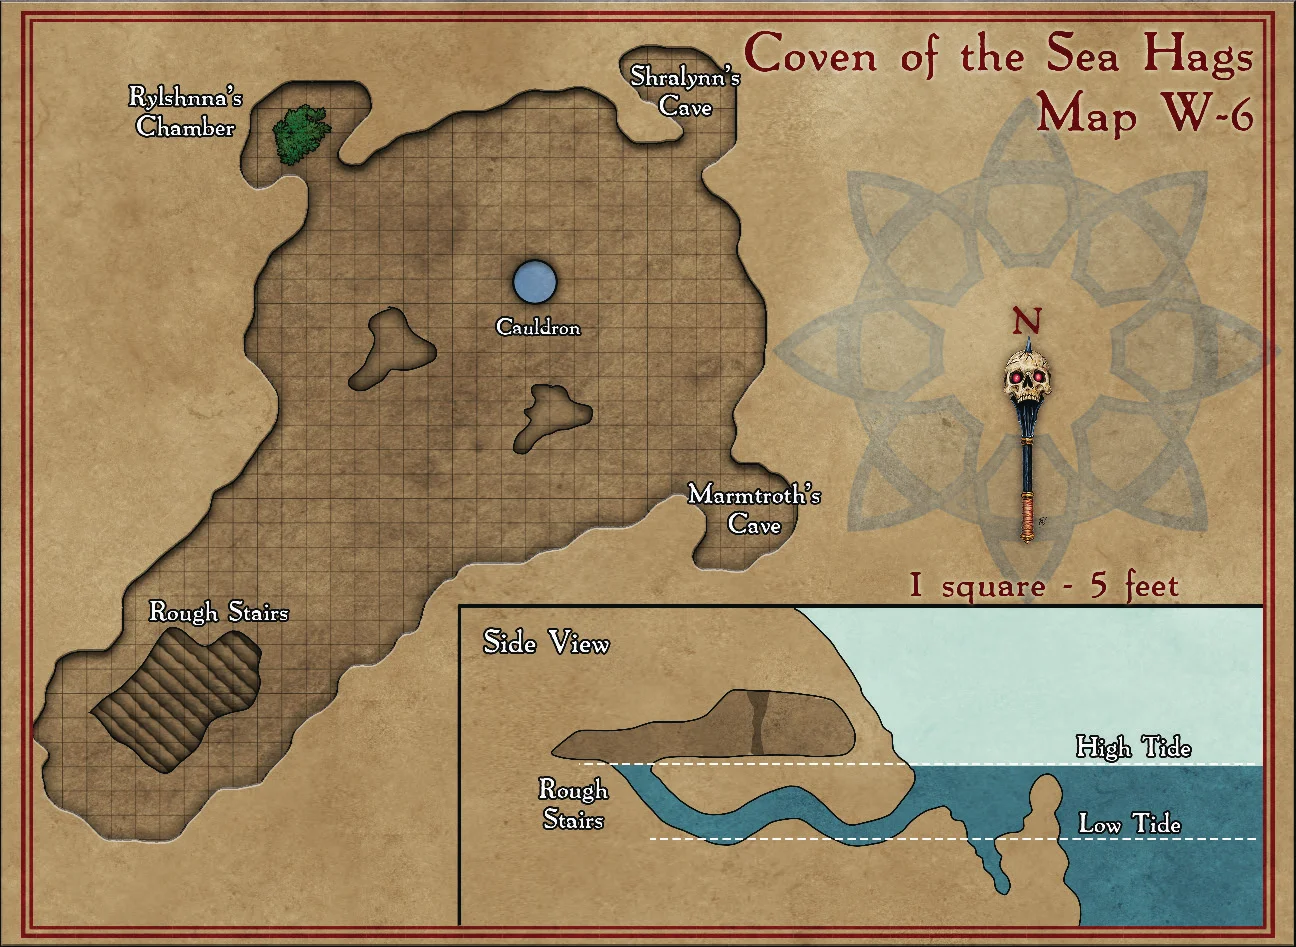 Coven of the Sea Hags
Map W-6
Rylshnna's
Chamber
Shralynn's
Cave
Cauldron
N
Marmtroth's
Cave
1 square - 5 feet
Rough Stairs
Side View
High Tide
Rough
Stairs
Low Tide